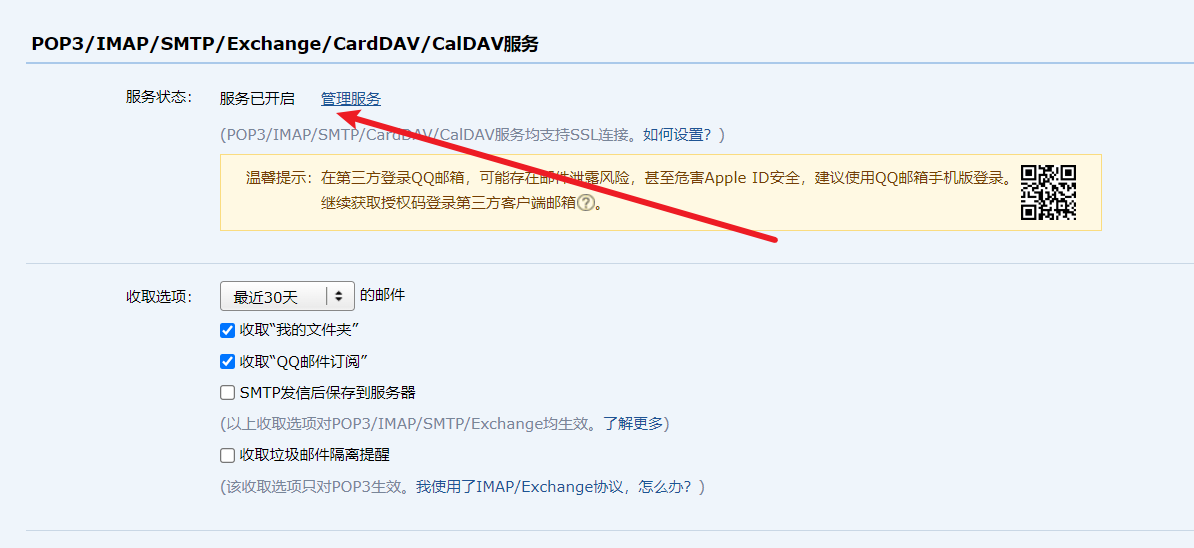 POP3/IMAP/SMTP/Exchange/CardDAV/CalDAV服务
服务状态： 服务已开启 管理服务
(POP3/IMAP/SMTP/CardDAV/CalDAV服务均支持SSL连接。如何设置？)
温馨提示：在第三方登录QQ邮箱，可能存在邮件泄露风险，甚至危害Apple ID安全，建议使用QQ邮箱手机版登录。
继续获取授权码登录第三方客户端邮箱?。
收取选项： 最近30天 的邮件
收取“我的文件夹”
收取“QQ邮件订阅”
SMTP发信后保存到服务器
(以上收取选项对POP3/IMAP/SMTP/Exchange均生效。了解更多)
收取垃圾邮件隔离提醒
(该收取选项只对POP3生效。我使用了IMAP/Exchange协议，怎么办？)